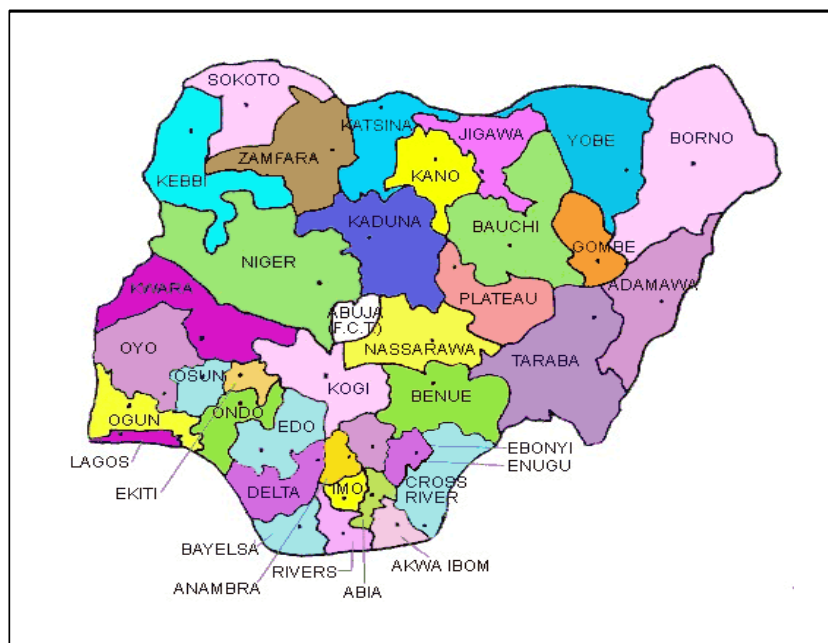 SOKOTO
KATSINA
JIGAWA
YOBE
BORNO
ZAMFARA
KANO
KEBBI
KADUNA
BAUCHI
GOMBE
NIGER
ADAMAWA
KWARA
PLATEAU
ABUJA
(F.C.T.)
OYO
NASSARAWA
TARABA
OSUN
KOGI
BENUE
OGUN
ONDO
EDO
EBONYI
LAGOS
ENUGU
EKITI
DELTA
IMO
CROSS
RIVER
BAYELSA
RIVERS
AKWA IBOM
ANAMBRA
ABIA